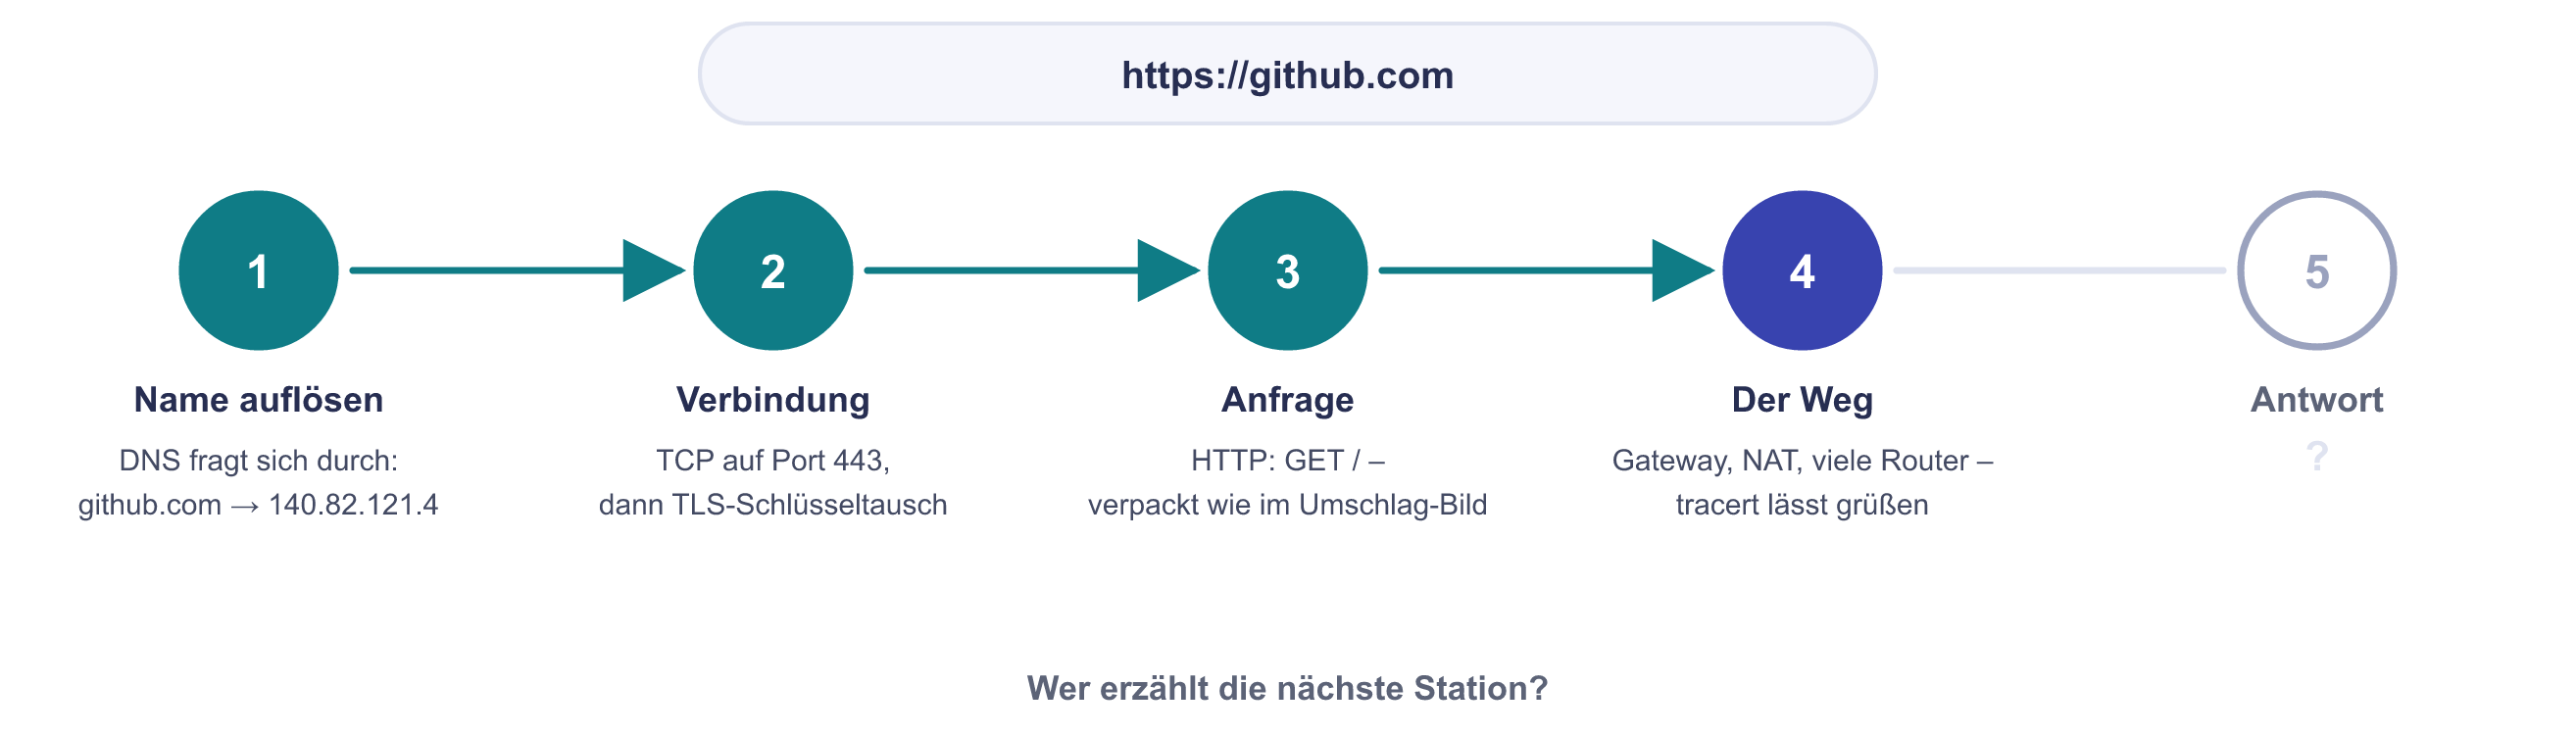 https://github.com
1
2
3
4
5
Name auflösen
DNS fragt sich durch:
github.com → 140.82.121.4
Verbindung
TCP auf Port 443,
dann TLS-Schlüsseltausch
Anfrage
HTTP: GET / –
verpackt wie im Umschlag-Bild
Der Weg
Gateway, NAT, viele Router –
tracert lässt grüßen
Antwort
?
Wer erzählt die nächste Station?